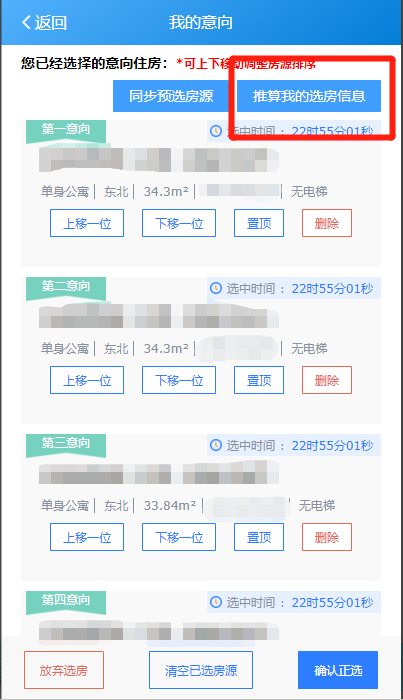 返回
我的意向
您已经选择的意向住房：*可上下移动调整房源排序
同步预选房源
推算我的选房信息
第一意向
选中时间：22时55分01秒
单身公寓 | 东北 | 34.3m² | 无电梯
上移一位
下移一位
置顶
删除
第二意向
选中时间：22时55分01秒
单身公寓 | 东北 | 34.3m² | 无电梯
上移一位
下移一位
置顶
删除
第三意向
选中时间：22时55分01秒
单身公寓 | 东北 | 33.84m² | 无电梯
上移一位
下移一位
置顶
删除
第四意向
选中时间：22时55分01秒
放弃选房
清空已选房源
确认正选